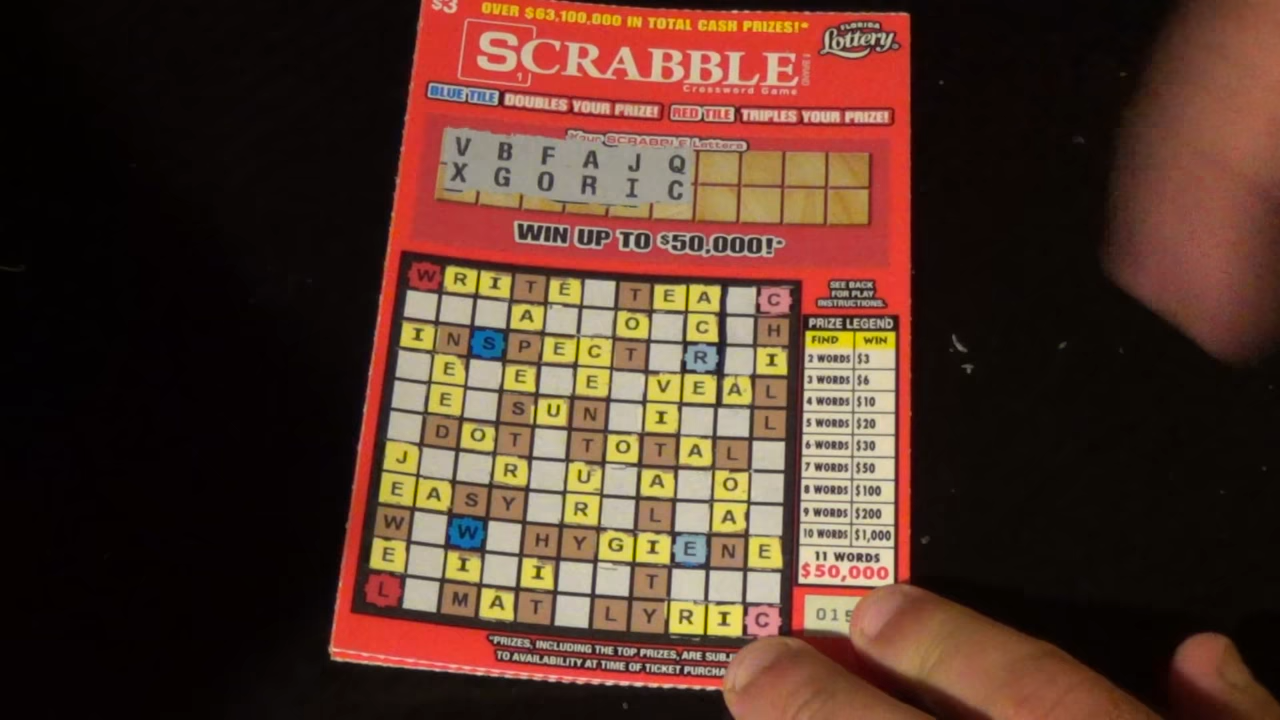 $3 OVER $63,100,000 IN TOTAL CASH PRIZES!*
FLORIDA
Lottery®
SCRABBLE
1
BRAND
Crossword Game
BLUE TILE DOUBLES YOUR PRIZE! RED TILE TRIPLES YOUR PRIZE!
Your SCRABBLE Letters
V B F A J Q
X G O R I C
WIN UP TO $50,000!*
W R I T E T E A C
A O C H
I N S P E C T R I
E E E V E A L
E S U N I L
D O T T O T A L
J R U A O
E A S Y R L A
W W H Y G I E N E
E I I T
L M A T L Y R I C
SEE BACK
FOR PLAY
INSTRUCTIONS.
PRIZE LEGEND
FIND WIN
2 WORDS $3
3 WORDS $6
4 WORDS $10
5 WORDS $20
6 WORDS $30
7 WORDS $50
8 WORDS $100
9 WORDS $200
10 WORDS $1,000
11 WORDS
$50,000
*PRIZES, INCLUDING THE TOP PRIZES, ARE
TO AVAILABILITY AT TIME OF TICKET